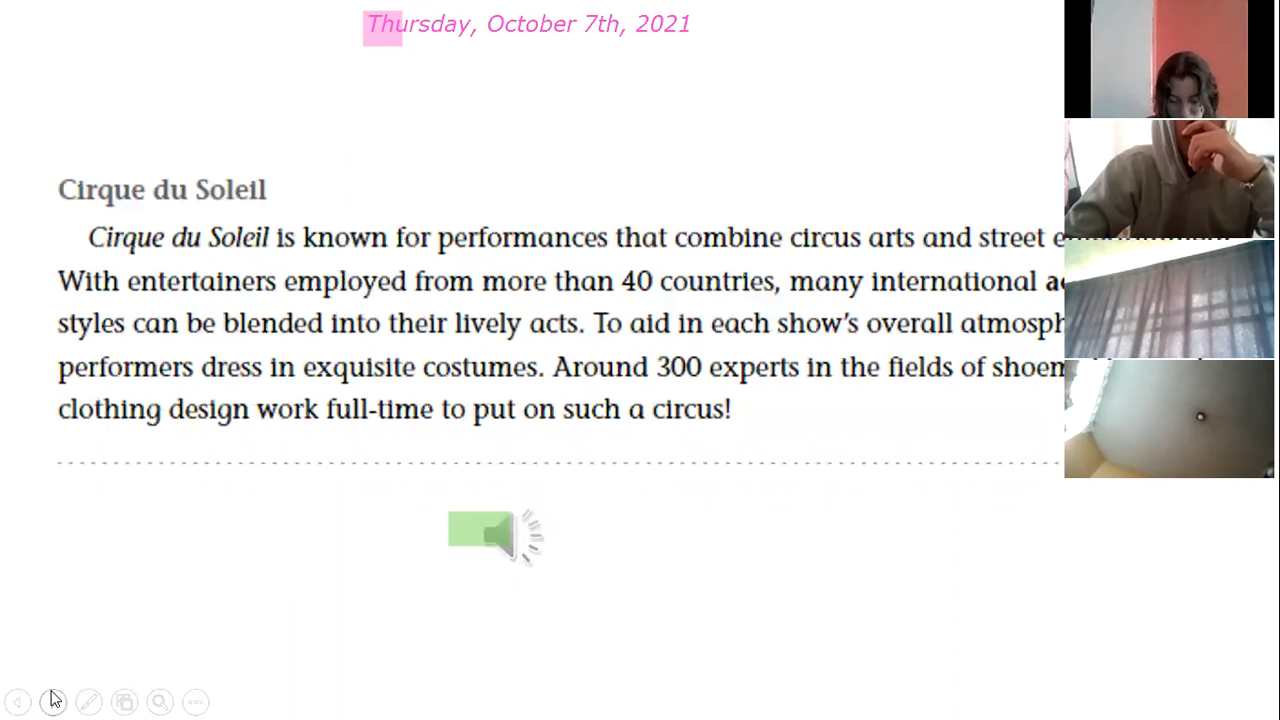 Thursday, October 7th, 2021
Cirque du Soleil
Cirque du Soleil is known for performances that combine circus arts and street
With entertainers employed from more than 40 countries, many international
styles can be blended into their lively acts. To aid in each show's overall
performers dress in exquisite costumes. Around 300 experts in the fields of
clothing design work full-time to put on such a circus!